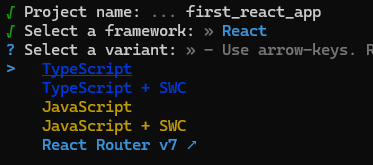 √ Project name: ... first_react_app
√ Select a framework: » React
? Select a variant: » - Use arrow-keys.
> TypeScript
TypeScript + SWC
JavaScript
JavaScript + SWC
React Router v7 ↗